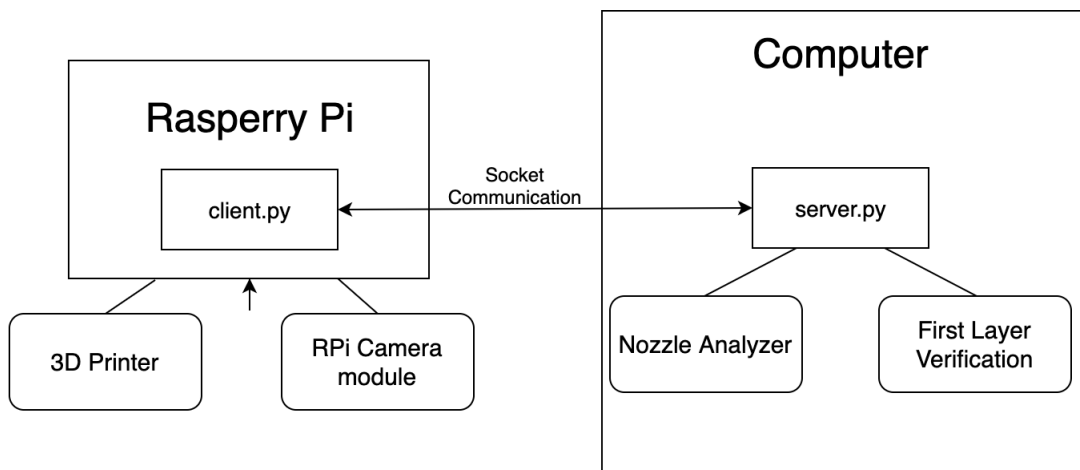 Computer
Rasperry Pi
Socket
Communication
client.py
server.py
3D Printer
RPi Camera
module
Nozzle Analyzer
First Layer
Verification